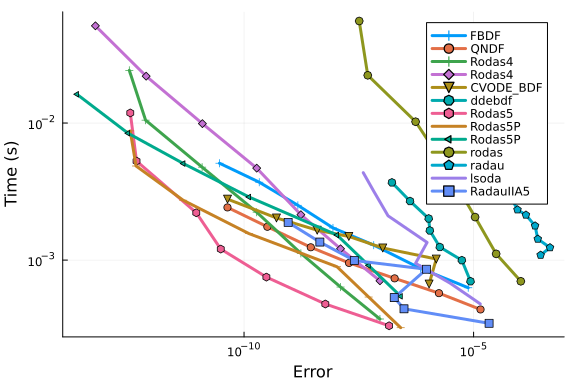 FBDF
QNDF
Rodas4
Rodas4
CVODE_BDF
ddebdf
Rodas5
Rodas5P
Rodas5P
rodas
radau
lsoda
RadauIIA5
Time (s)
10⁻²
10⁻³
10⁻¹⁰
10⁻⁵
Error